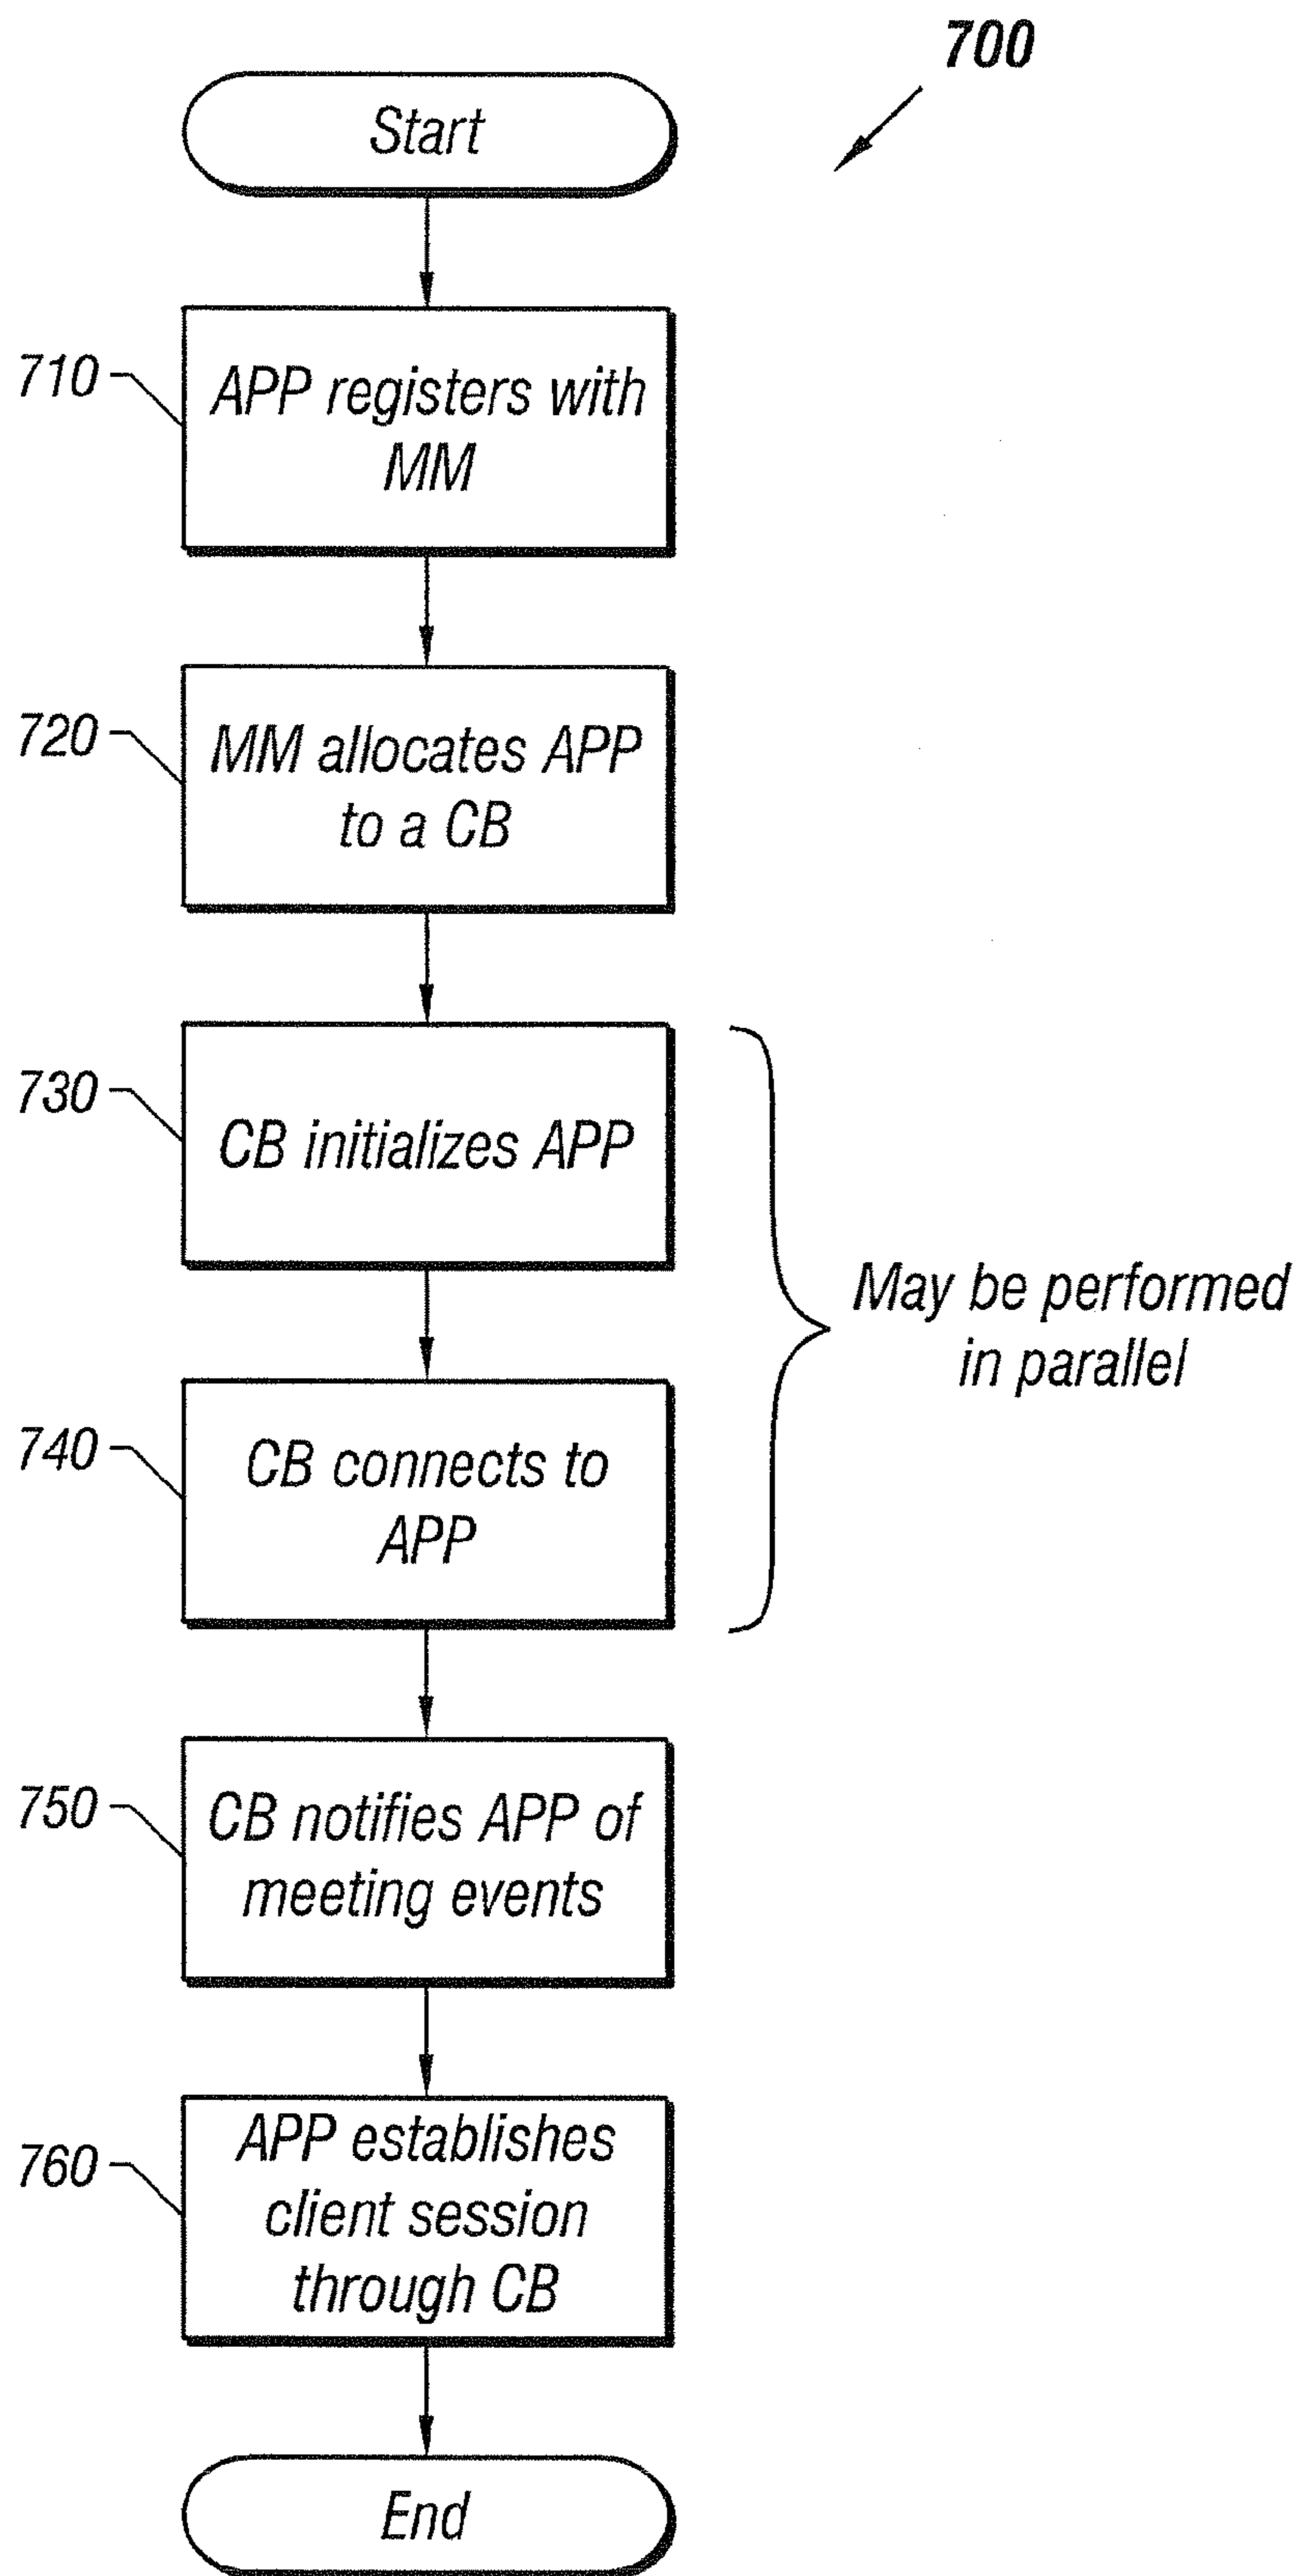 700
Start
710
APP registers with
MM
720
MM allocates APP
to a CB
730
CB initializes APP
May be performed
in parallel
740
CB connects to
APP
750
CB notifies APP of
meeting events
760
APP establishes
client session
through CB
End